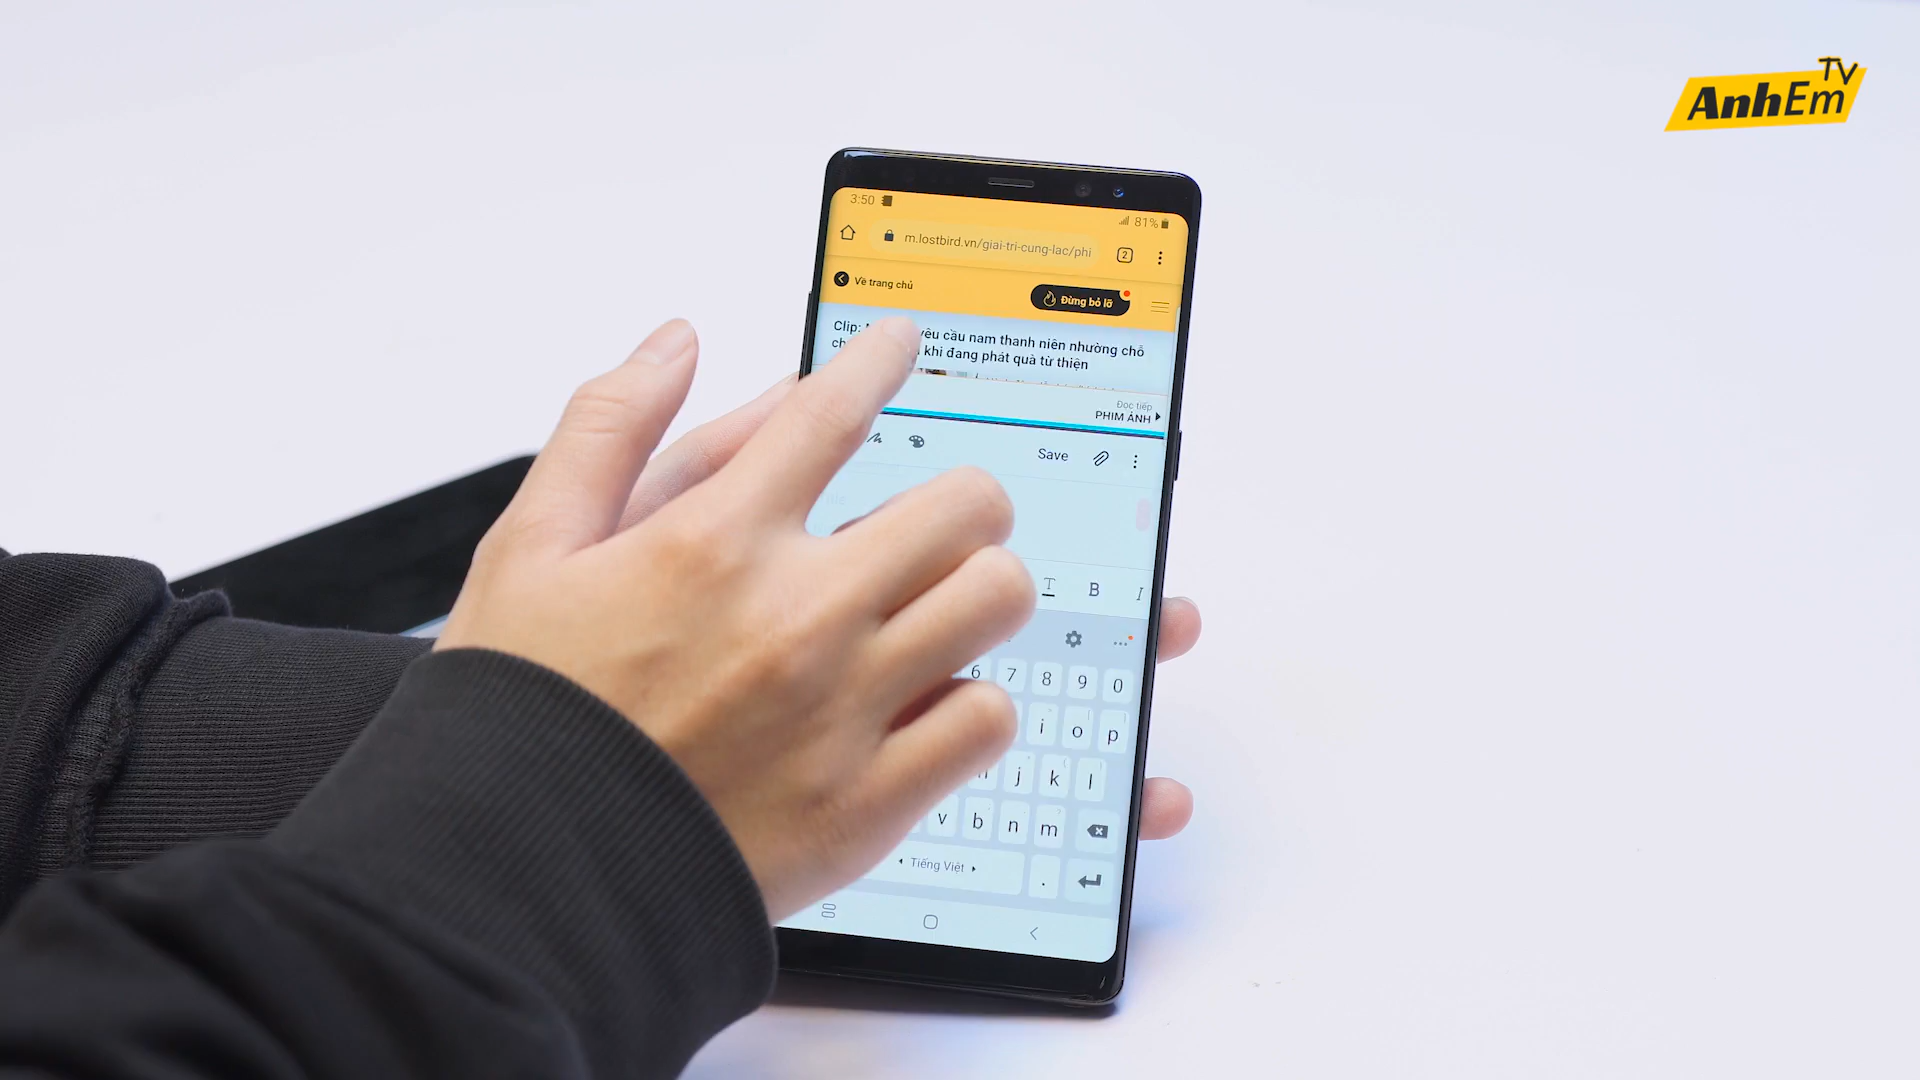 TV
AnhEm
3:50
81%
m.lostbird.vn/giai-tri-cung-lac/phi
2
Về trang chủ
Đừng bỏ lỡ
Clip: yêu cầu nam thanh niên nhường chỗ
khi đang phát quà từ thiện
Đọc tiếp
PHIM ẢNH
Save
T B I
6 7 8 9 0
i o p
j k l
v b n m
Tiếng Việt
.